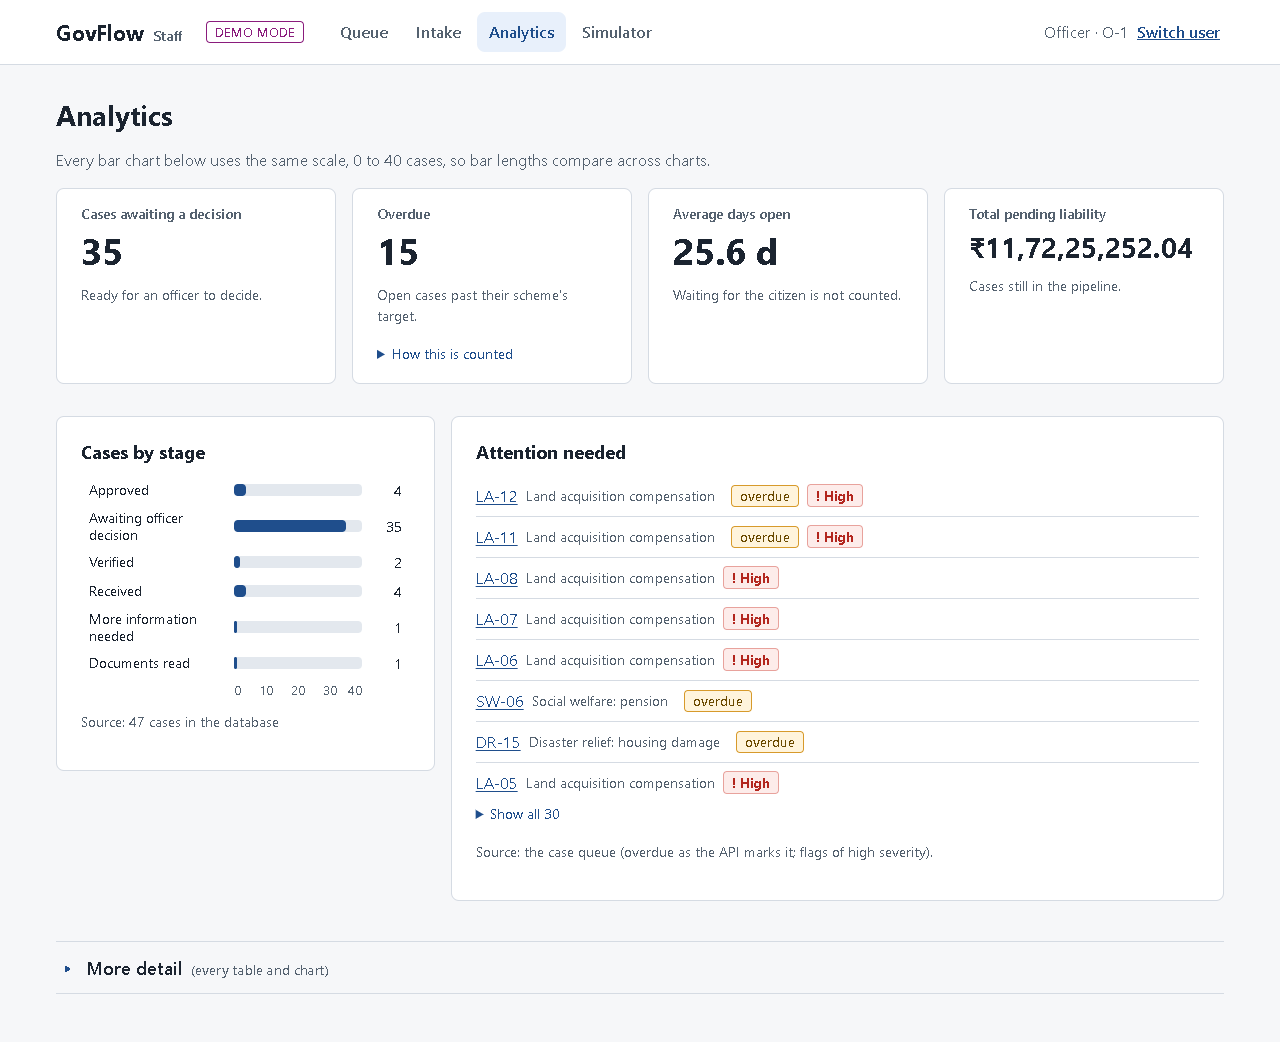 GovFlow Staff DEMO MODE Queue Intake Analytics Simulator Officer · O-1 Switch user
Analytics
Every bar chart below uses the same scale, 0 to 40 cases, so bar lengths compare across charts.
Cases awaiting a decision
35
Ready for an officer to decide.
Overdue
15
Open cases past their scheme's
target.
How this is counted
Average days open
25.6 d
Waiting for the citizen is not counted.
Total pending liability
₹11,72,25,252.04
Cases still in the pipeline.
Cases by stage
Approved 4
Awaiting officer
decision 35
Verified 2
Received 4
More information
needed 1
Documents read 1
0 10 20 30 40
Source: 47 cases in the database
Attention needed
LA-12 Land acquisition compensation overdue ! High
LA-11 Land acquisition compensation overdue ! High
LA-08 Land acquisition compensation ! High
LA-07 Land acquisition compensation ! High
LA-06 Land acquisition compensation ! High
SW-06 Social welfare: pension overdue
DR-15 Disaster relief: housing damage overdue
LA-05 Land acquisition compensation ! High
Show all 30
Source: the case queue (overdue as the API marks it; flags of high severity).
More detail (every table and chart)